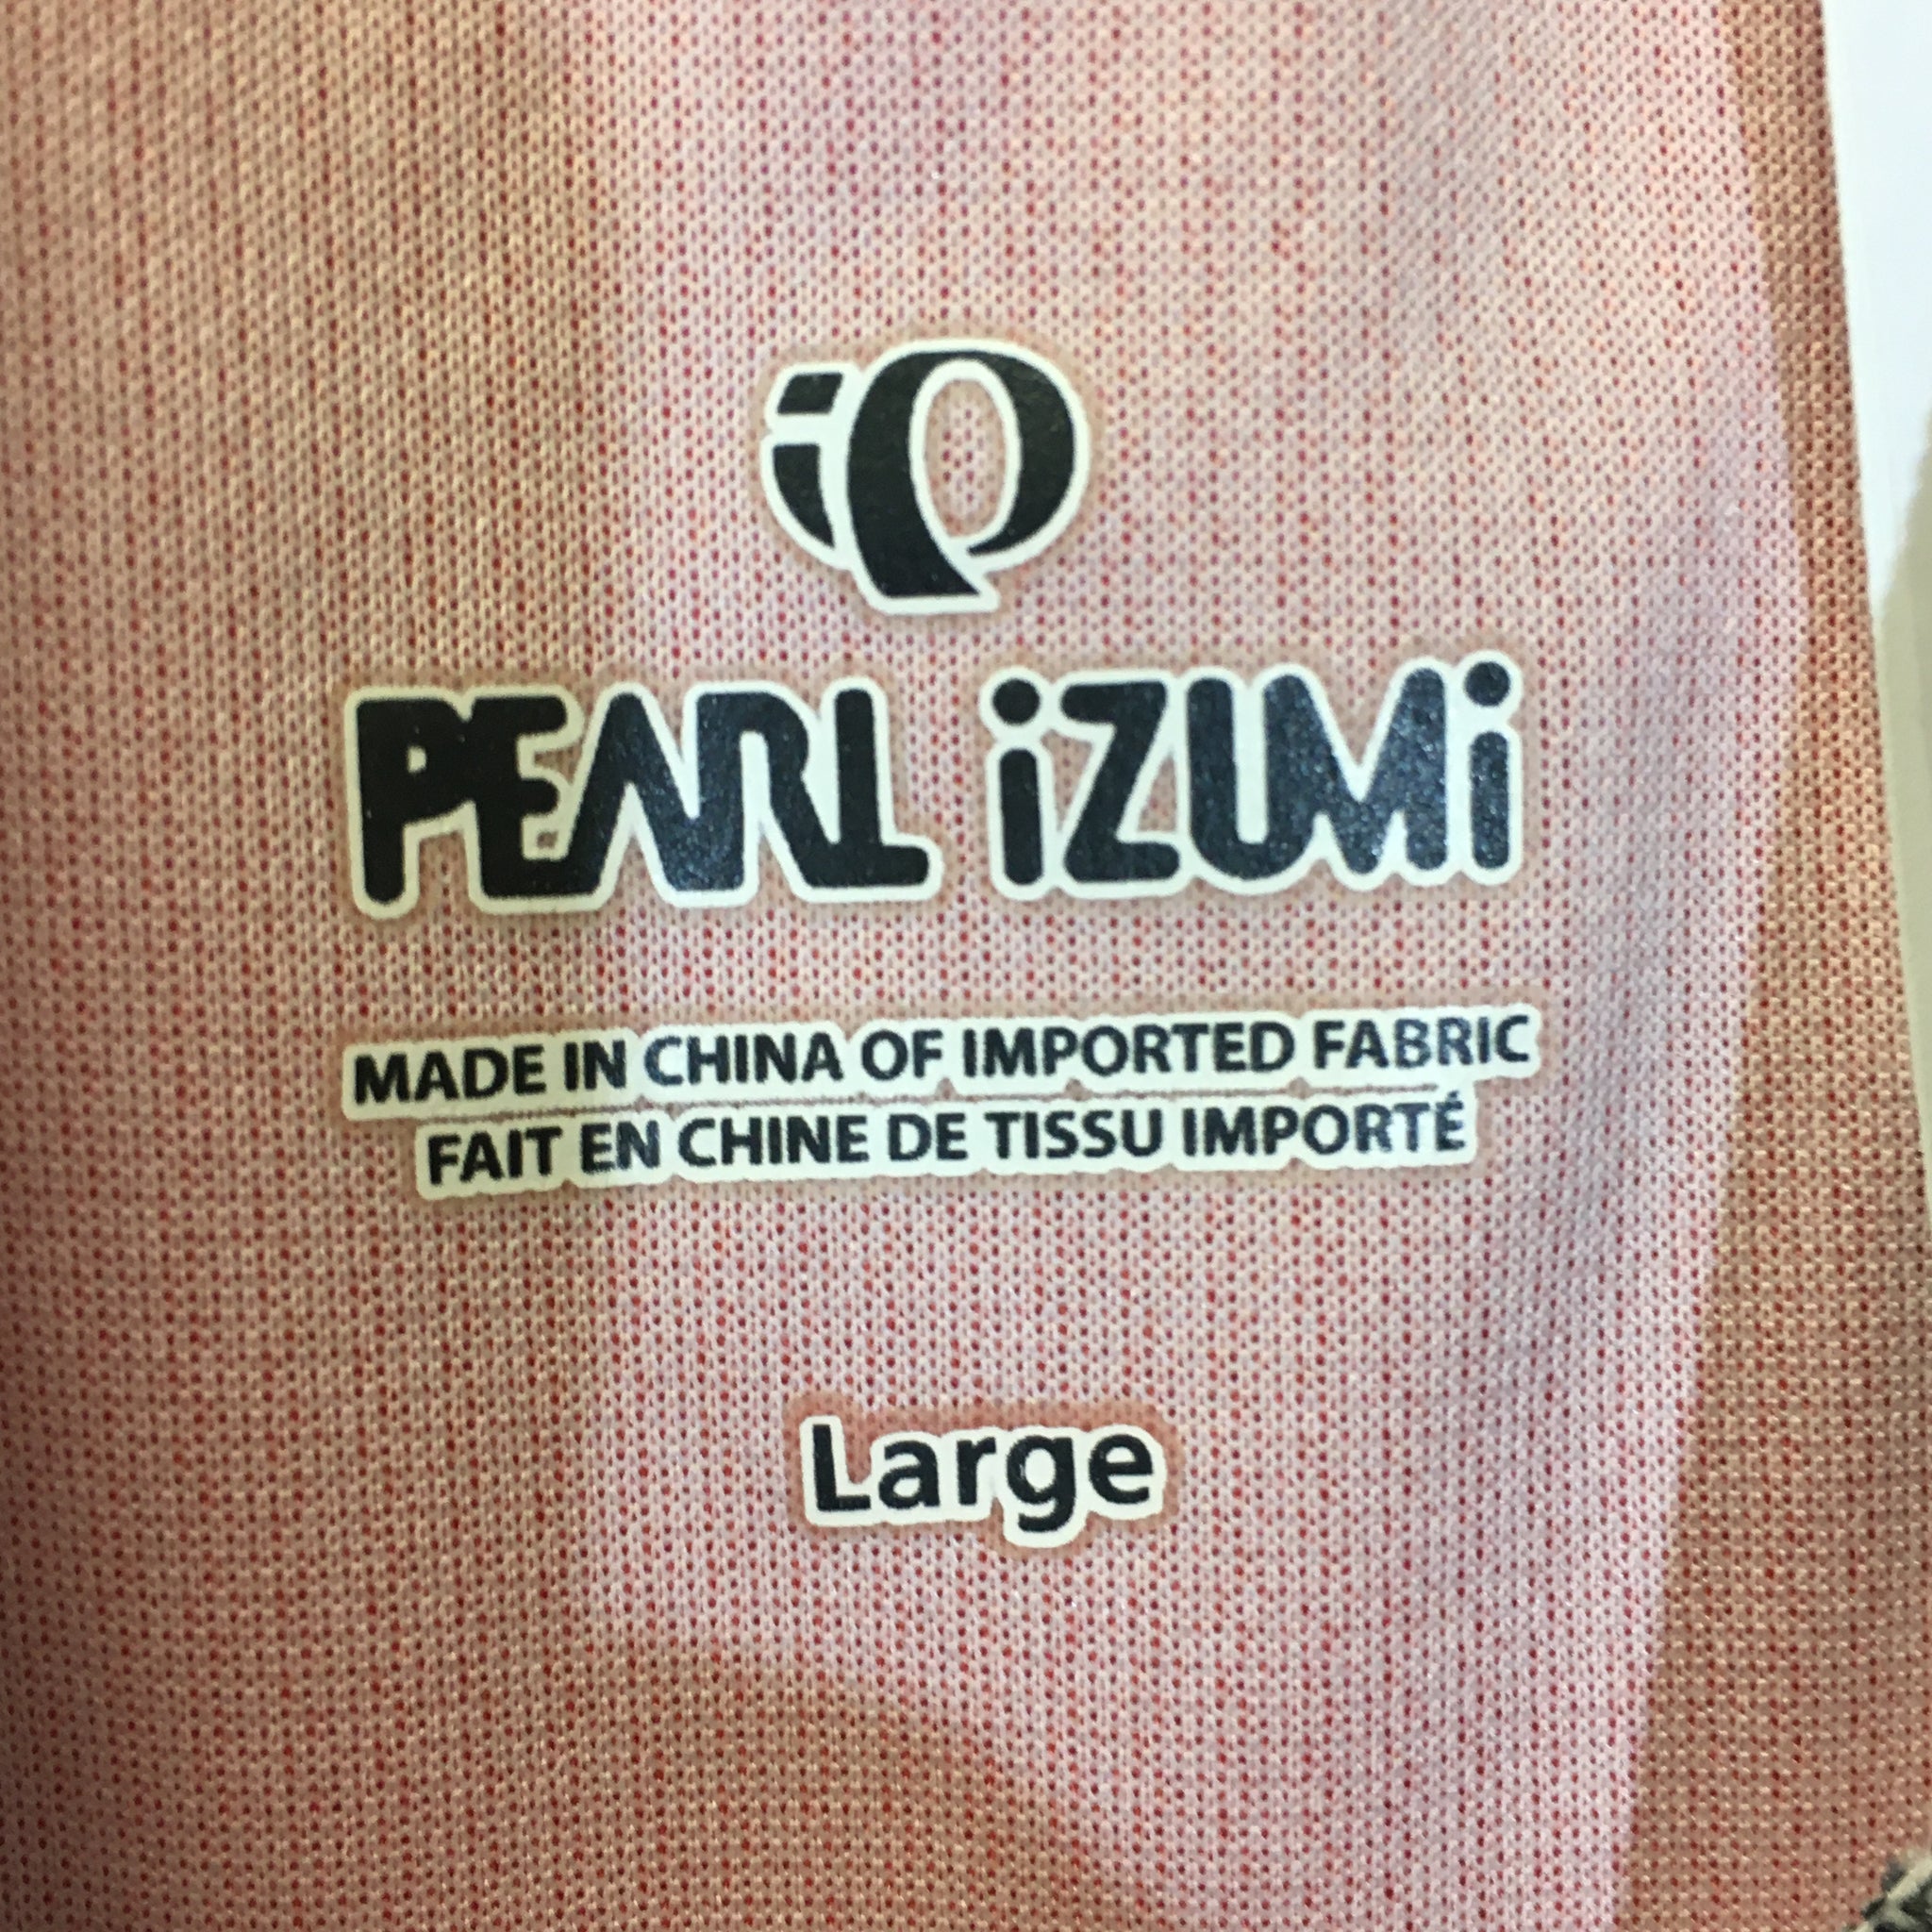 PEARL iZUMi
MADE IN CHINA OF IMPORTED FABRIC
FAIT EN CHINE DE TISSU IMPORTÉ
Large